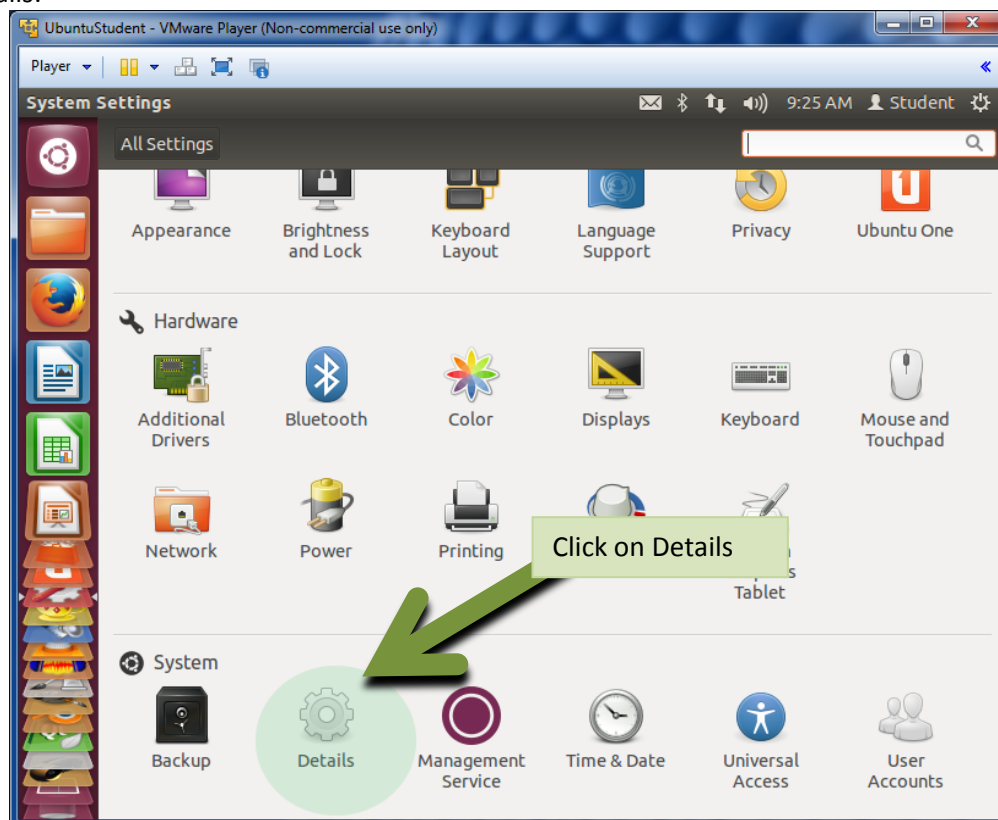 UbuntuStudent - VMware Player (Non-commercial use only)
Player
System Settings
9:25 AM Student
All Settings
Appearance
Brightness
and Lock
Keyboard
Layout
Language
Support
Privacy
Ubuntu One
Hardware
Additional
Drivers
Bluetooth
Color
Displays
Keyboard
Mouse and
Touchpad
Network
Power
Printing
Click on Details
Tablet
System
Backup
Details
Management
Service
Time & Date
Universal
Access
User
Accounts